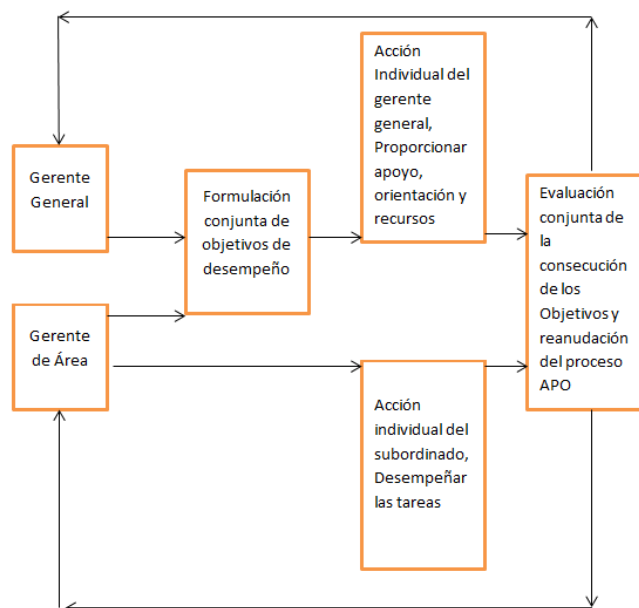 Gerente
General
Gerente
de Área
Formulación
conjunta de
objetivos de
desempeño
Acción
Individual del
gerente
general,
Proporcionar
apoyo,
orientación y
recursos
Acción
individual del
subordinado,
Desempeñar
las tareas
Evaluación
conjunta de
la
consecución
de los
Objetivos y
reanudación
del proceso
APO